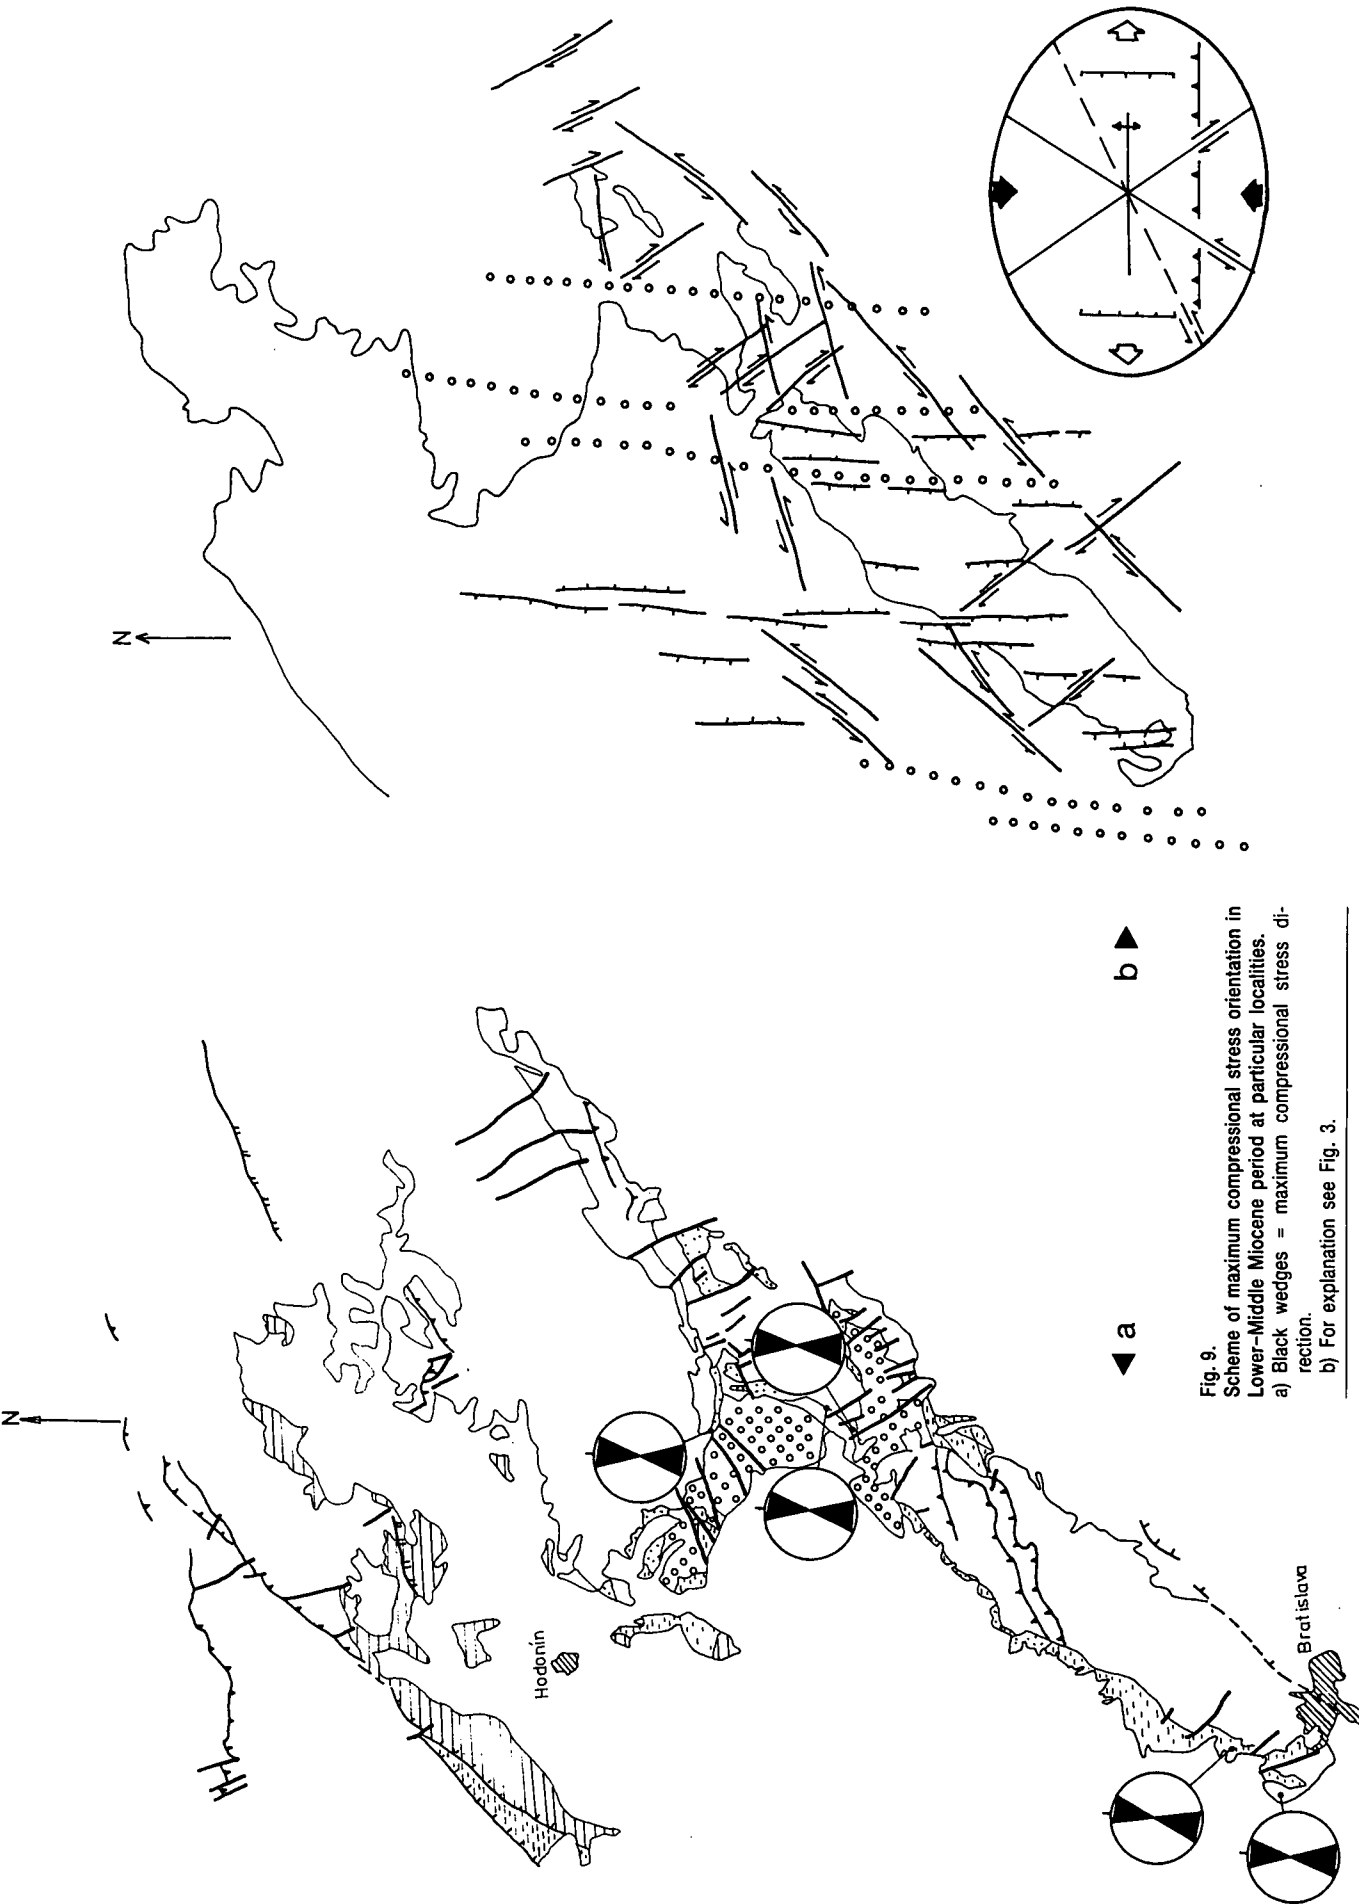 N
N
Hodonín
Bratislava
a
b
Fig. 9.
Scheme of maximum compressional stress orientation in
Lower–Middle Miocene period at particular localities.
a) Black wedges = maximum compressional stress di-
rection.
b) For explanation see Fig. 3.